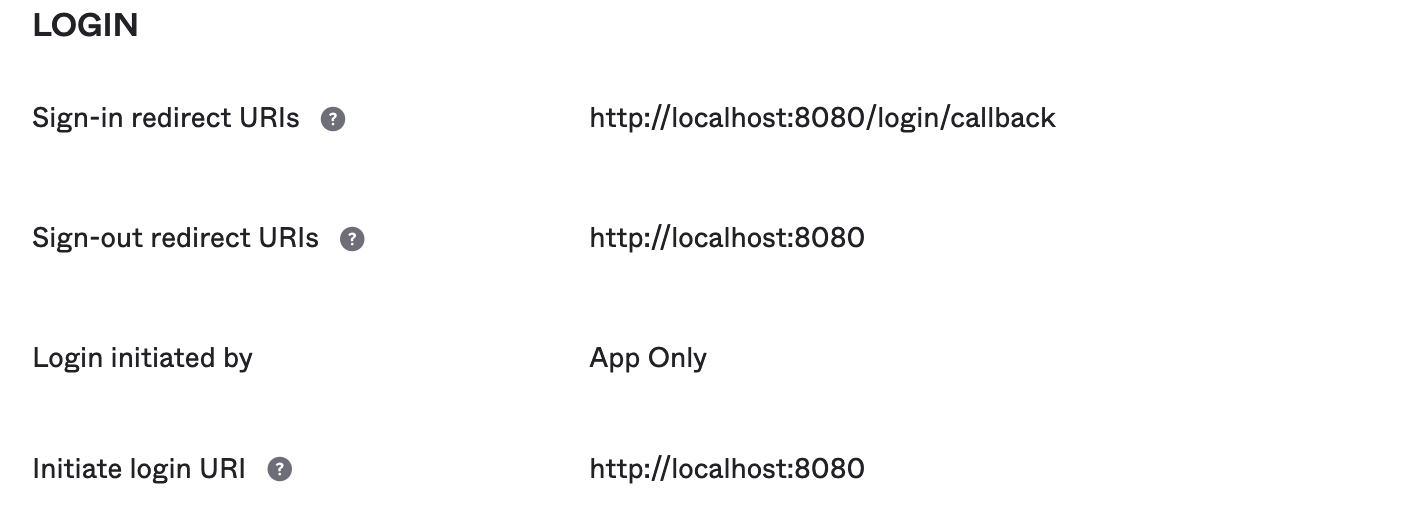 LOGIN
Sign-in redirect URIs ? http://localhost:8080/login/callback
Sign-out redirect URIs ? http://localhost:8080
Login initiated by App Only
Initiate login URI ? http://localhost:8080